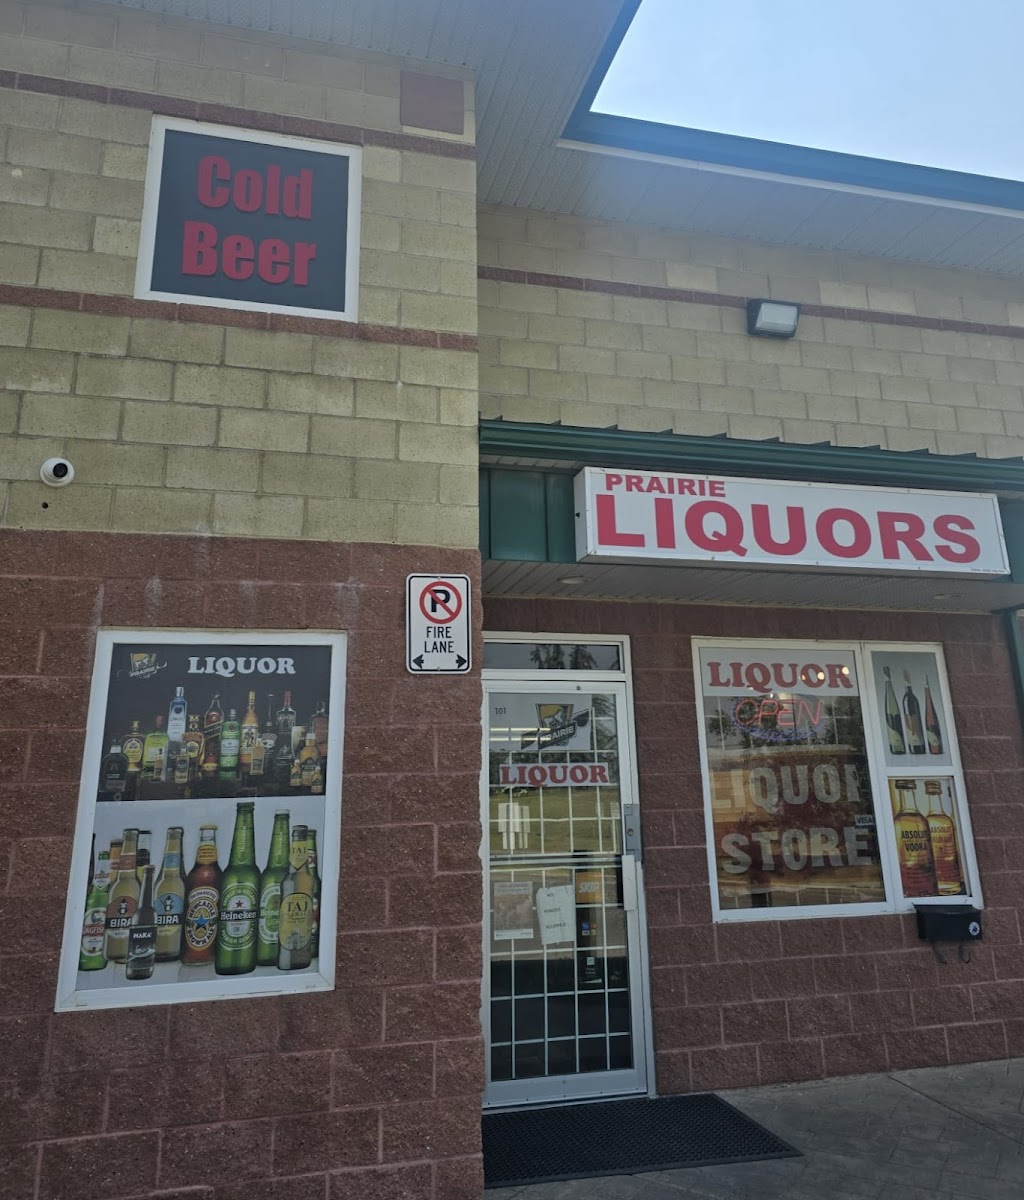 Cold
Beer
PRAIRIE
LIQUORS
P
FIRE
LANE
LIQUOR
BIRA
BIRA
Heineken
TAJ
101
PRAIRIE
LIQUOR
SKIP
LIQUOR
OPEN
LIQUOR
STORE
VISA
ABSOLUT
VODKA